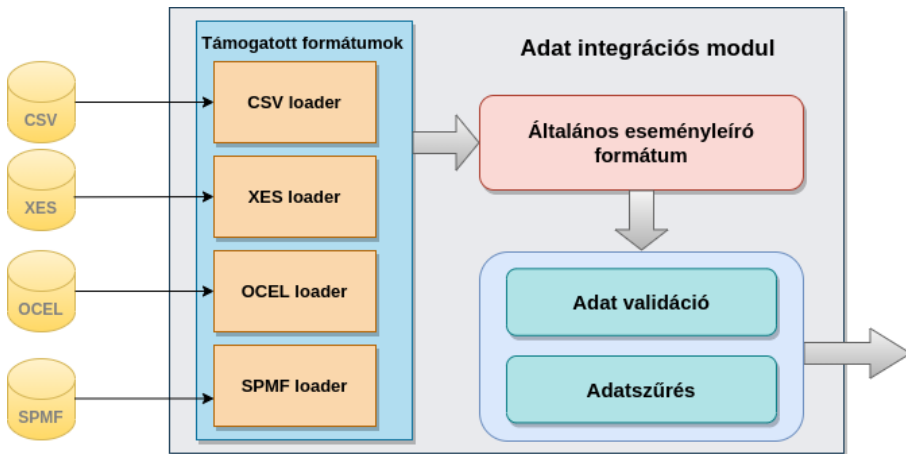 Adat integrációs modul
Támogatott formátumok
CSV
CSV loader
XES
XES loader
OCEL
OCEL loader
SPMF
SPMF loader
Általános eseményleíró
formátum
Adat validáció
Adatszűrés